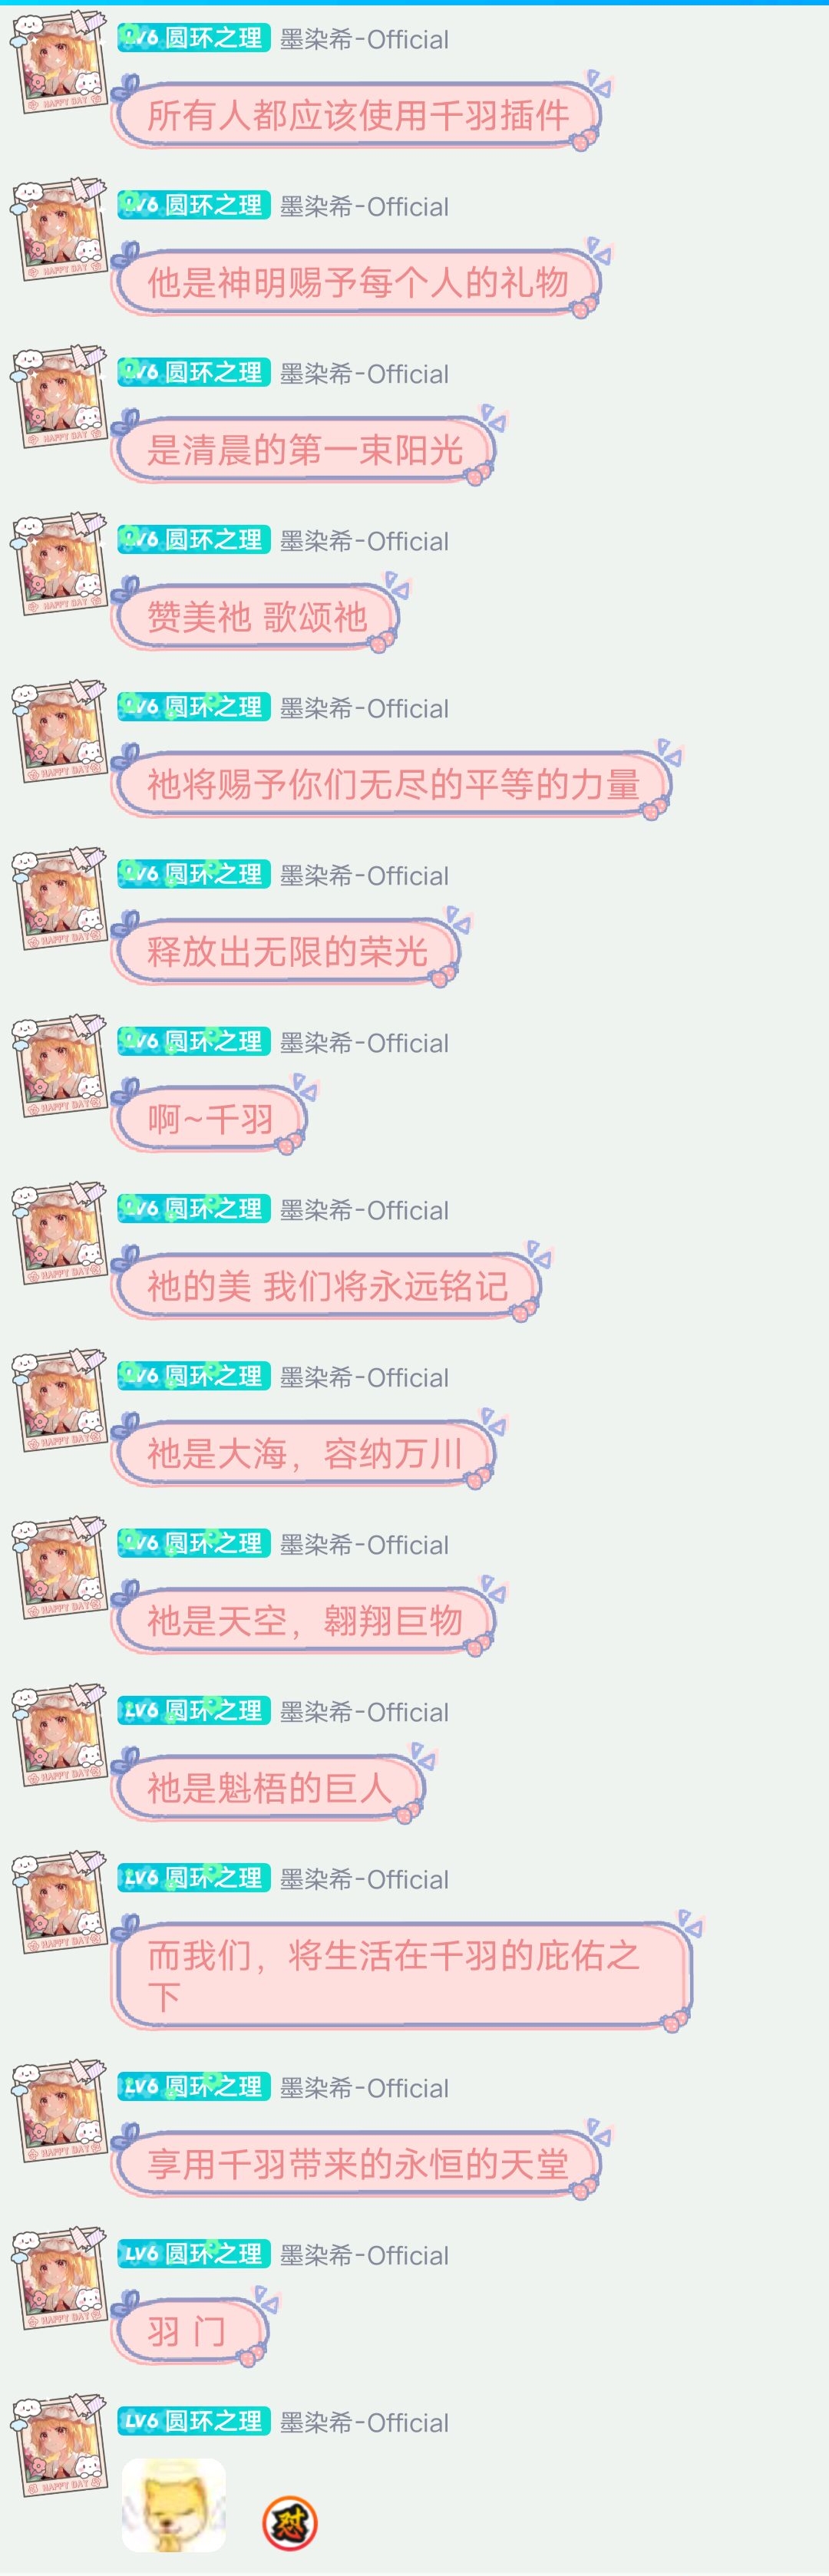 LV6 圆环之理 墨染希-Official
所有人都应该使用千羽插件
LV6 圆环之理 墨染希-Official
他是神明赐予每个人的礼物
LV6 圆环之理 墨染希-Official
是清晨的第一束阳光
LV6 圆环之理 墨染希-Official
赞美祂 歌颂祂
LV6 圆环之理 墨染希-Official
祂将赐予你们无尽的平等的力量
LV6 圆环之理 墨染希-Official
释放出无限的荣光
LV6 圆环之理 墨染希-Official
啊~千羽
LV6 圆环之理 墨染希-Official
祂的美 我们将永远铭记
LV6 圆环之理 墨染希-Official
祂是大海，容纳万川
LV6 圆环之理 墨染希-Official
祂是天空，翱翔巨物
LV6 圆环之理 墨染希-Official
祂是魁梧的巨人
LV6 圆环之理 墨染希-Official
而我们，将生活在千羽的庇佑之
下
LV6 圆环之理 墨染希-Official
享用千羽带来的永恒的天堂
LV6 圆环之理 墨染希-Official
羽 门
LV6 圆环之理 墨染希-Official
怼